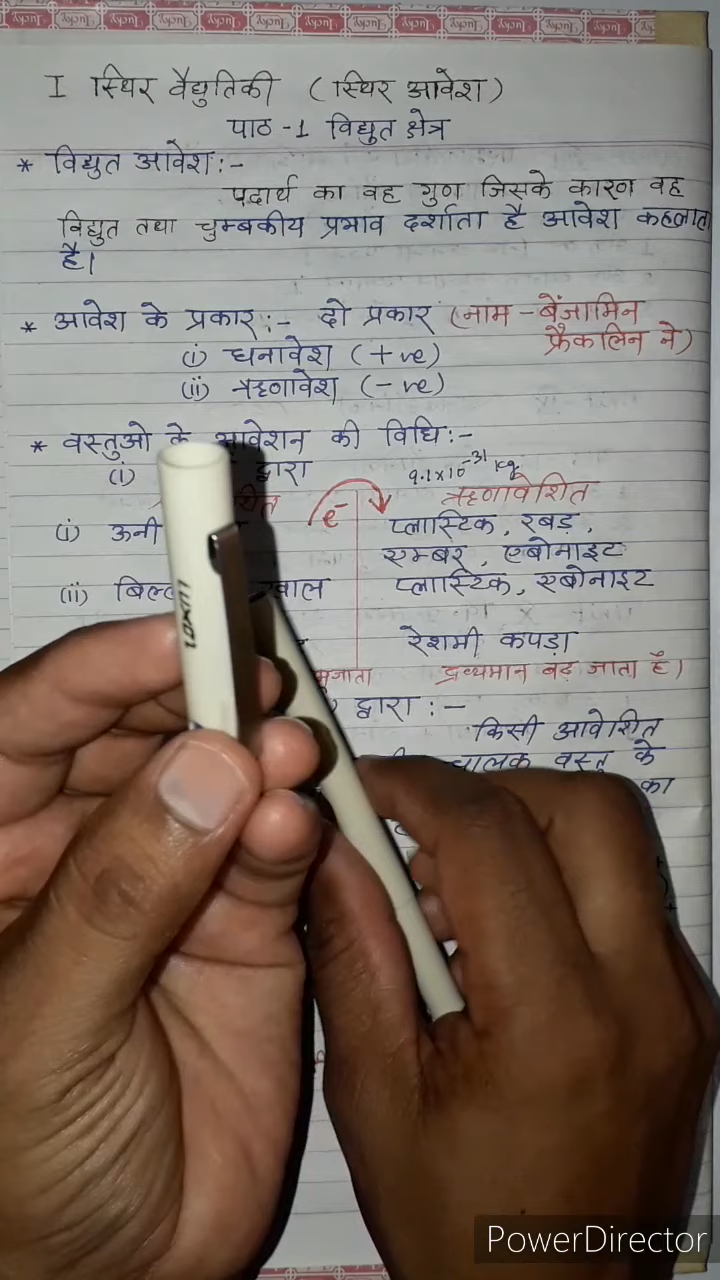 I स्थिर वैद्युतिकी (स्थिर आवेश)
पाठ -1 विद्युत क्षेत्र
* विद्युत आवेश:-
पदार्थ का वह गुण जिसके कारण वह
विद्युत तथा चुम्बकीय प्रभाव दर्शाता है आवेश कहलाता
है।
* आवेश के प्रकार:- दो प्रकार (नाम - बेंजामिन
फ्रैंकलिन ने)
(i) धनावेश (+ve)
(ii) ऋणावेश (-ve)
* वस्तुओ के आवेशन की विधि:-
(i) द्वारा
9.1x10-31 kg
e- ऋणावेशित
(i) ऊनी प्लास्टिक, रबड़,
एम्बर, एबोनाइट
(ii) प्लास्टिक, एबोनाइट
रेशमी कपड़ा
द्रव्यमान बढ़ जाता है।
द्वारा :-
किसी आवेशित
चालक वस्तु के
का
LUXOR
PowerDirector